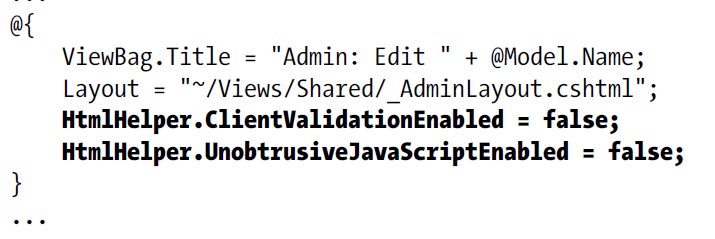 ...
@{
    ViewBag.Title = "Admin: Edit " + @Model.Name;
    Layout = "~/Views/Shared/_AdminLayout.cshtml";
    HtmlHelper.ClientValidationEnabled = false;
    HtmlHelper.UnobtrusiveJavaScriptEnabled = false;
}
...